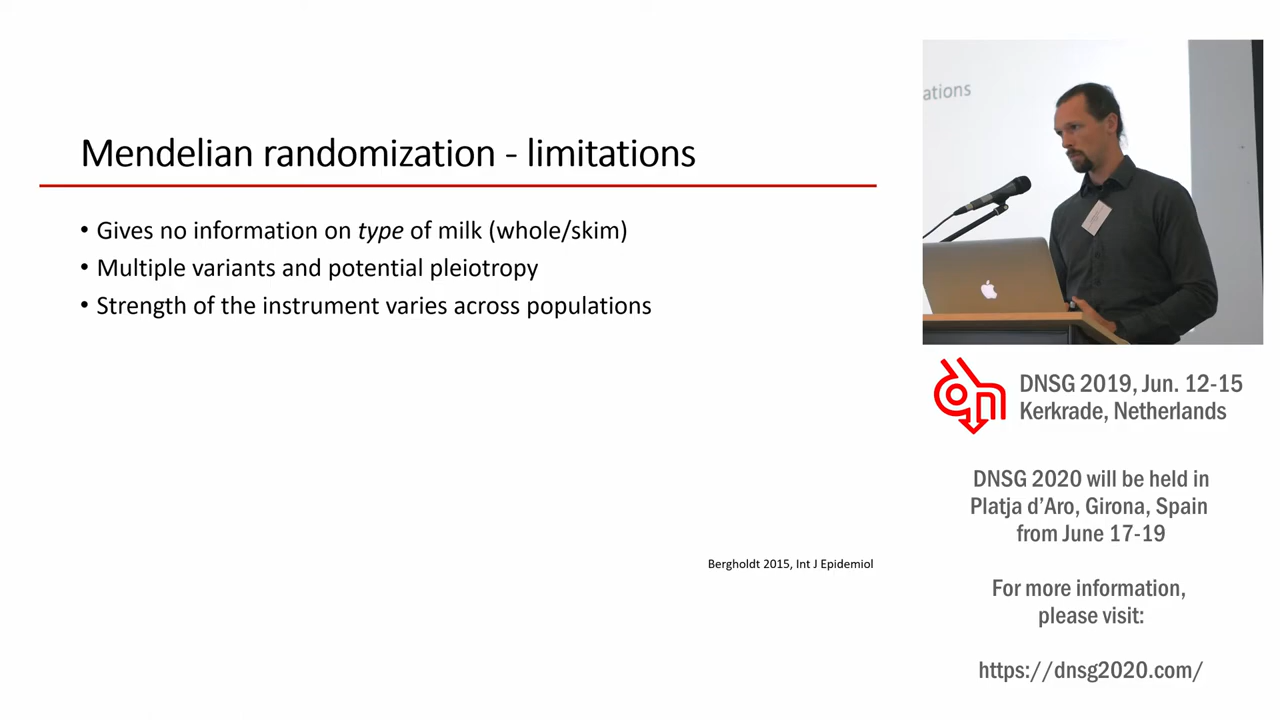 Mendelian randomization - limitations
• Gives no information on type of milk (whole/skim)
• Multiple variants and potential pleiotropy
• Strength of the instrument varies across populations
Bergholdt 2015, Int J Epidemiol
ations
DNSG 2019, Jun. 12-15
Kerkrade, Netherlands
DNSG 2020 will be held in
Platja d’Aro, Girona, Spain
from June 17-19
For more information,
please visit:
https://dnsg2020.com/